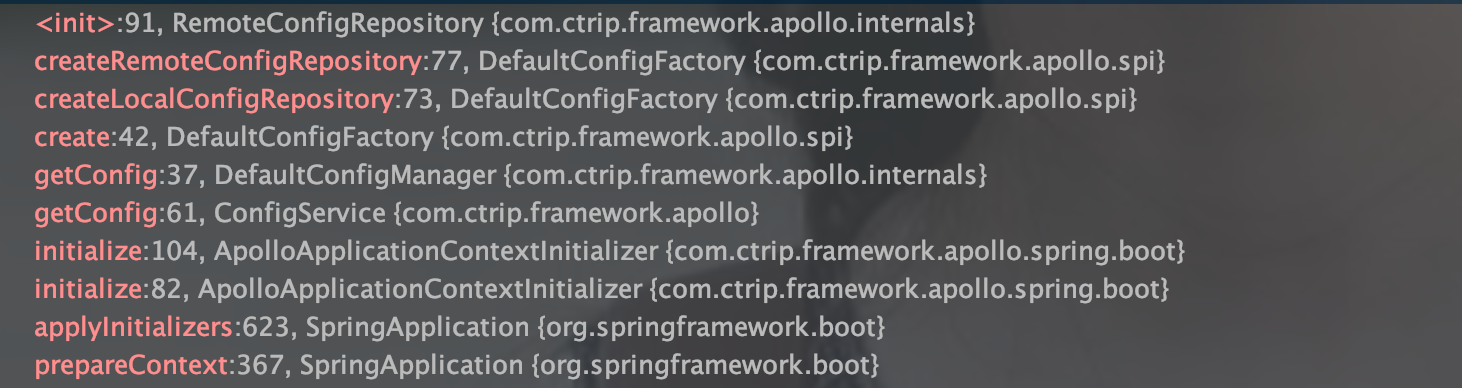 <init>:91, RemoteConfigRepository {com.ctrip.framework.apollo.internals}
createRemoteConfigRepository:77, DefaultConfigFactory {com.ctrip.framework.apollo.spi}
createLocalConfigRepository:73, DefaultConfigFactory {com.ctrip.framework.apollo.spi}
create:42, DefaultConfigFactory {com.ctrip.framework.apollo.spi}
getConfig:37, DefaultConfigManager {com.ctrip.framework.apollo.internals}
getConfig:61, ConfigService {com.ctrip.framework.apollo}
initialize:104, ApolloApplicationContextInitializer {com.ctrip.framework.apollo.spring.boot}
initialize:82, ApolloApplicationContextInitializer {com.ctrip.framework.apollo.spring.boot}
applyInitializers:623, SpringApplication {org.springframework.boot}
prepareContext:367, SpringApplication {org.springframework.boot}